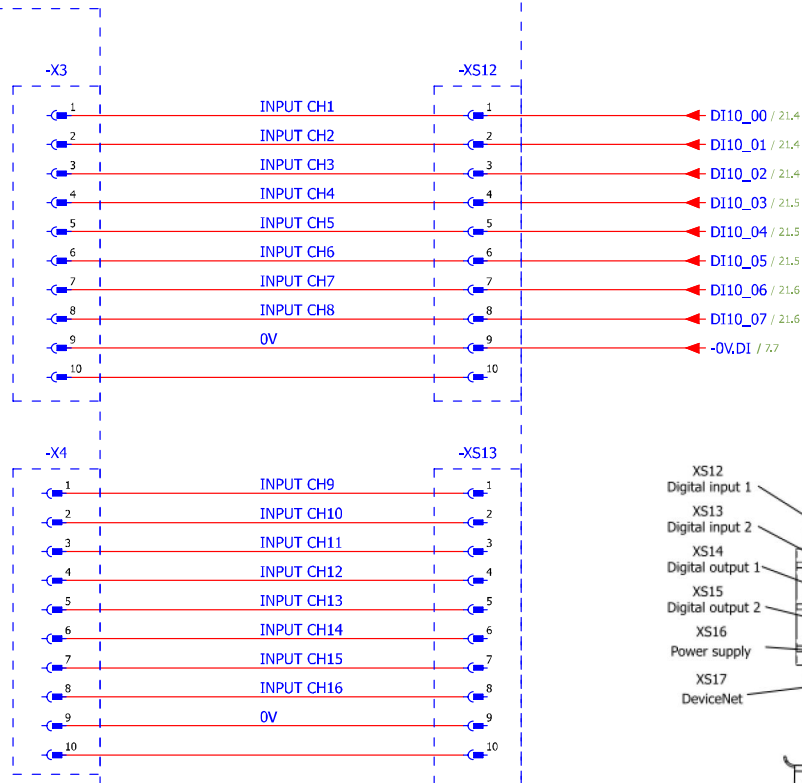 -X3
-XS12
1 INPUT CH1 1 DI10_00 / 21.4
2 INPUT CH2 2 DI10_01 / 21.4
3 INPUT CH3 3 DI10_02 / 21.4
4 INPUT CH4 4 DI10_03 / 21.5
5 INPUT CH5 5 DI10_04 / 21.5
6 INPUT CH6 6 DI10_05 / 21.5
7 INPUT CH7 7 DI10_06 / 21.6
8 INPUT CH8 8 DI10_07 / 21.6
9 0V 9 -0V.DI / 7.7
10 10
-X4
-XS13
1 INPUT CH9 1
2 INPUT CH10 2
3 INPUT CH11 3
4 INPUT CH12 4
5 INPUT CH13 5
6 INPUT CH14 6
7 INPUT CH15 7
8 INPUT CH16 8
9 0V 9
10 10
XS12
Digital input 1
XS13
Digital input 2
XS14
Digital output 1
XS15
Digital output 2
XS16
Power supply
XS17
DeviceNet